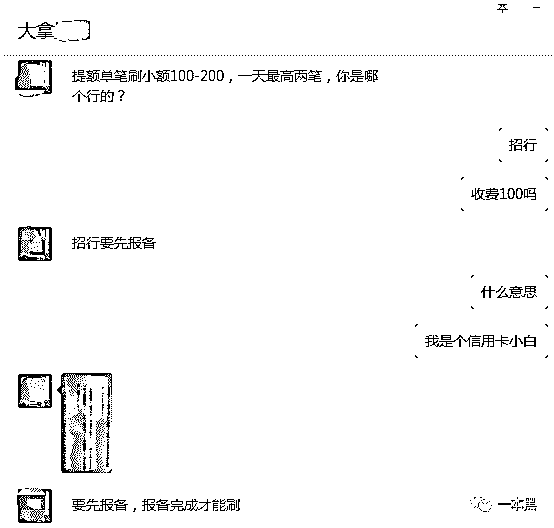 大拿
提额单笔刷小额100-200，一天最高两笔，你是哪
个行的？
招行
收费100吗
招行要先报备
什么意思
我是个信用卡小白
要先报备，报备完成才能刷
一本黑